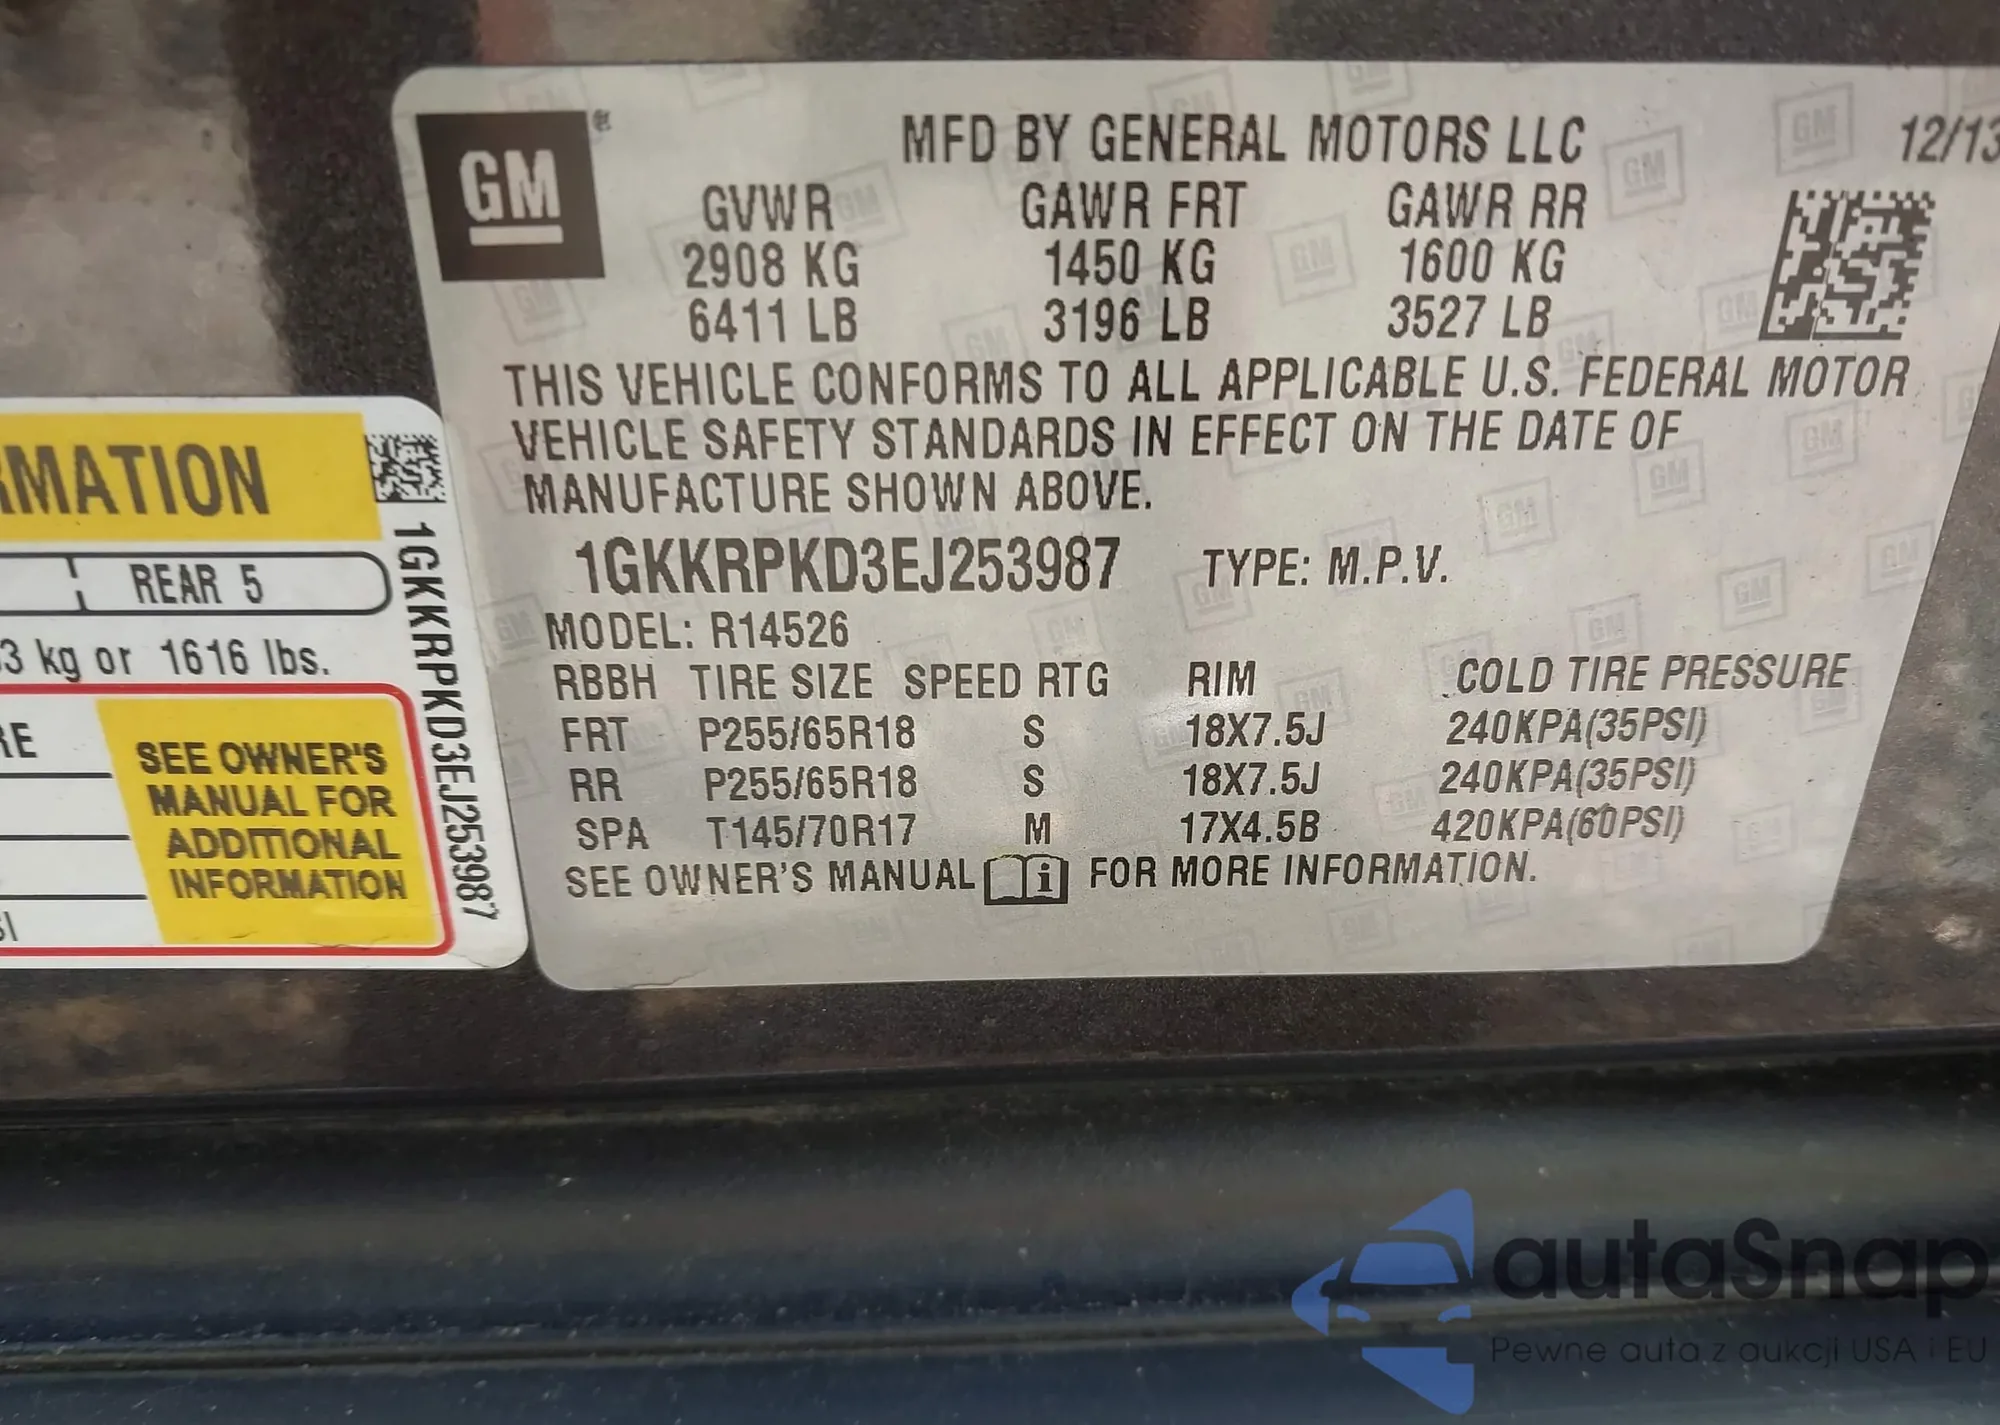 GM
®
MFD BY GENERAL MOTORS LLC
12/13
GVWR GAWR FRT GAWR RR
2908 KG 1450 KG 1600 KG
6411 LB 3196 LB 3527 LB
THIS VEHICLE CONFORMS TO ALL APPLICABLE U.S. FEDERAL MOTOR
VEHICLE SAFETY STANDARDS IN EFFECT ON THE DATE OF
MANUFACTURE SHOWN ABOVE.
1GKKRPKD3EJ253987 TYPE: M.P.V.
MODEL: R14526
RBBH TIRE SIZE SPEED RTG RIM COLD TIRE PRESSURE
FRT P255/65R18 S 18X7.5J 240KPA(35PSI)
RR P255/65R18 S 18X7.5J 240KPA(35PSI)
SPA T145/70R17 M 17X4.5B 420KPA(60PSI)
SEE OWNER'S MANUAL i FOR MORE INFORMATION.
RMATION
REAR 5
3 kg or 1616 lbs.
RE
SEE OWNER'S
MANUAL FOR
ADDITIONAL
INFORMATION
SI
1GKKRPKD3EJ253987
autaSnap
Pewne auta z aukcji USA i EU